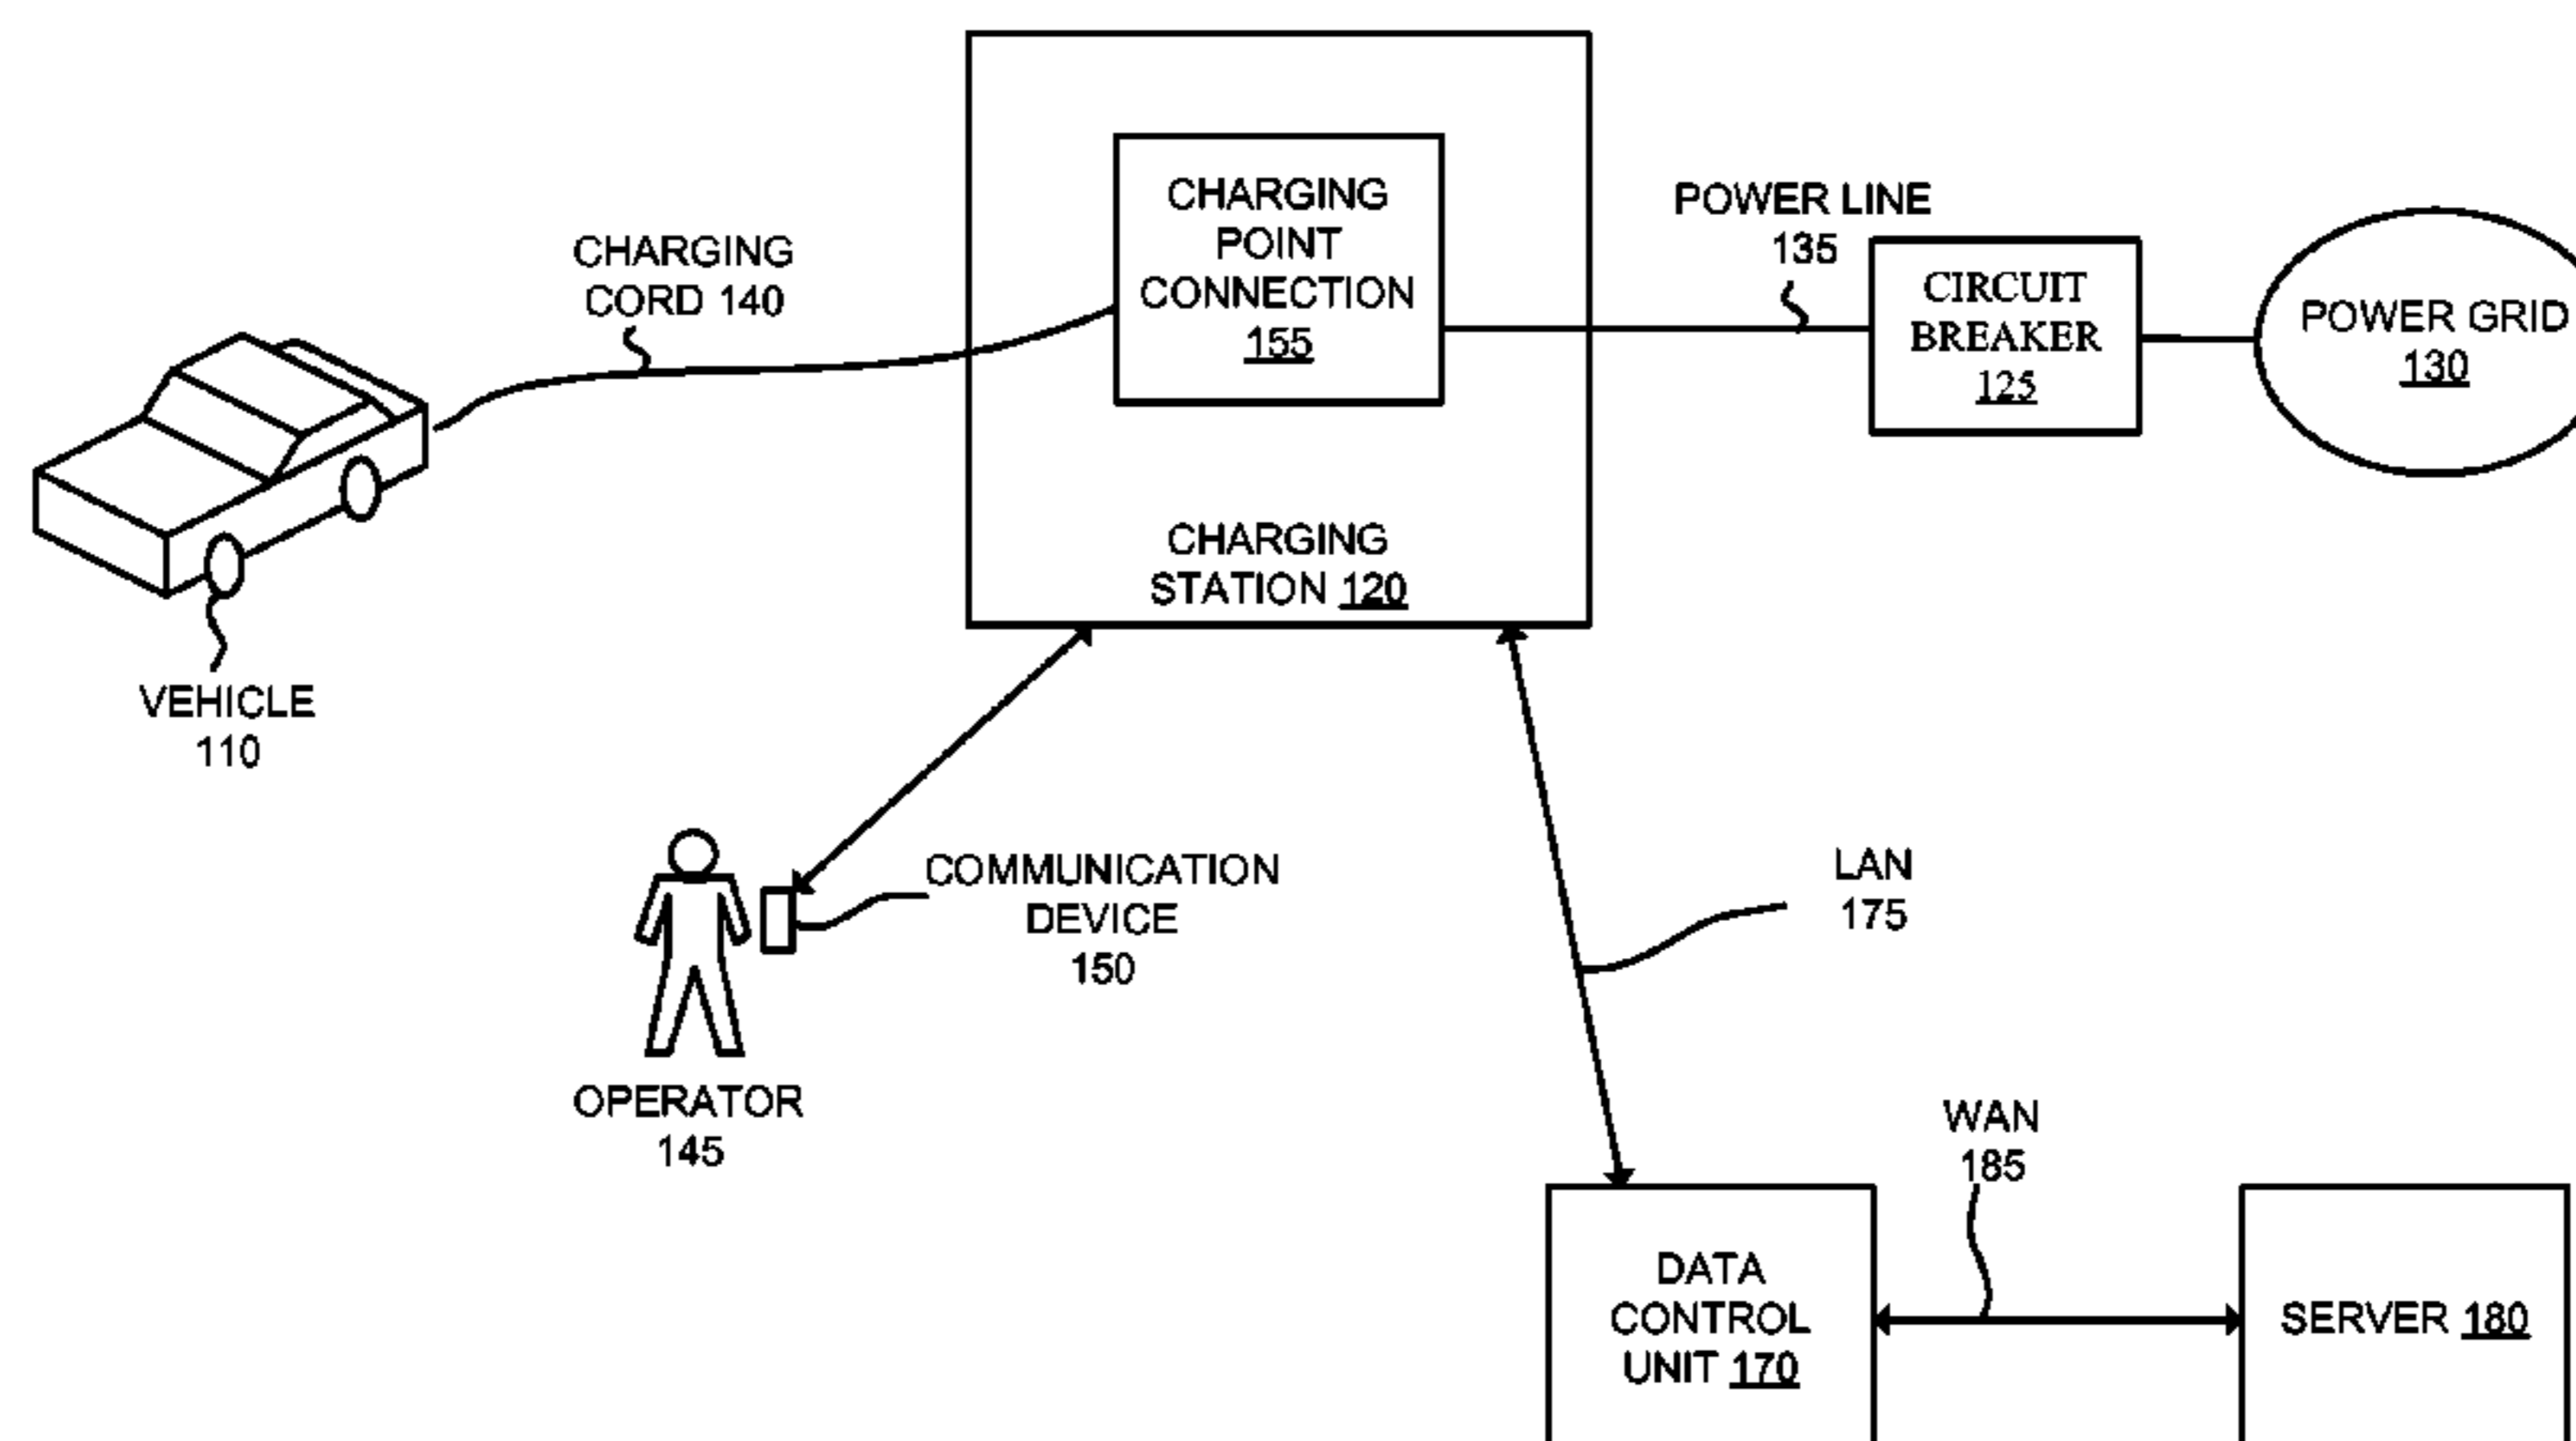 CHARGING
POINT
CONNECTION
155
CHARGING
STATION 120
CHARGING
CORD 140
POWER LINE
135
CIRCUIT
BREAKER
125
POWER GRID
130
VEHICLE
110
COMMUNICATION
DEVICE
150
OPERATOR
145
LAN
175
WAN
185
DATA
CONTROL
UNIT 170
SERVER 180